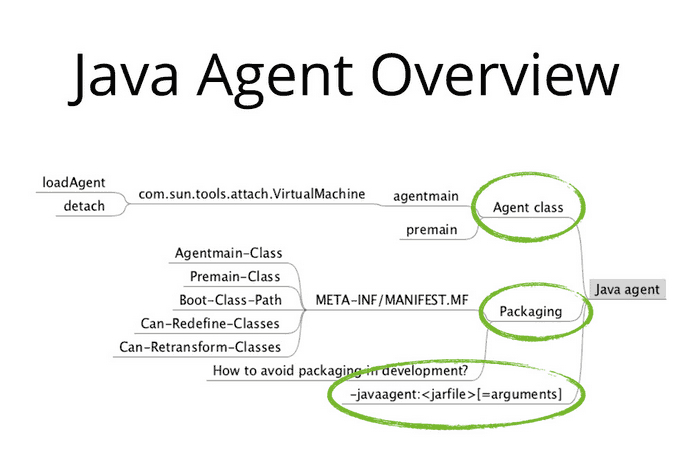 Java Agent Overview
loadAgent
detach
com.sun.tools.attach.VirtualMachine
agentmain
premain
Agent class
Agentmain-Class
Premain-Class
Boot-Class-Path
Can-Redefine-Classes
Can-Retransform-Classes
META-INF/MANIFEST.MF
How to avoid packaging in development?
Packaging
-javaagent:<jarfile>[=arguments]
Java agent